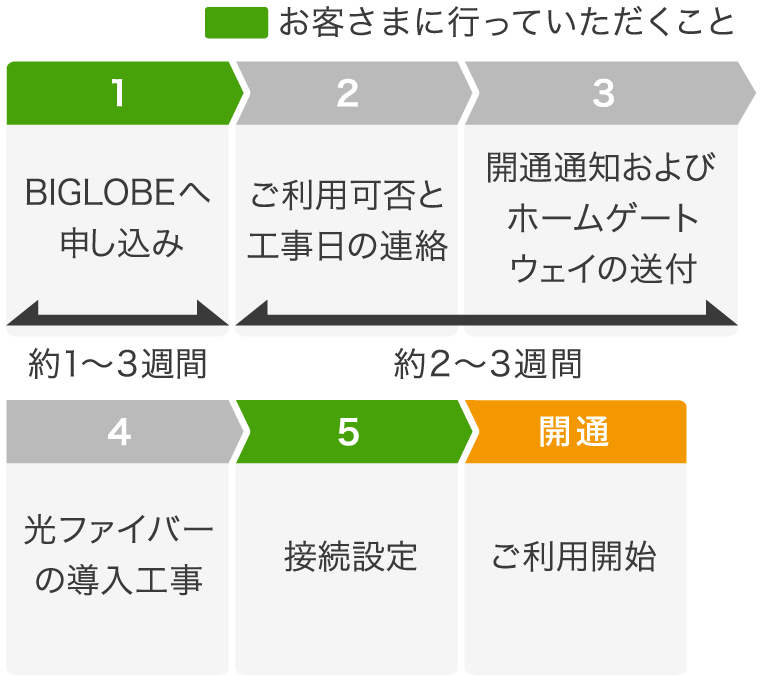 お客さまに行っていただくこと
1
2
3
BIGLOBEへ
申し込み
ご利用可否と
工事日の連絡
開通通知および
ホームゲート
ウェイの送付
約1～3週間
約2～3週間
4
5
開通
光ファイバー
の導入工事
接続設定
ご利用開始